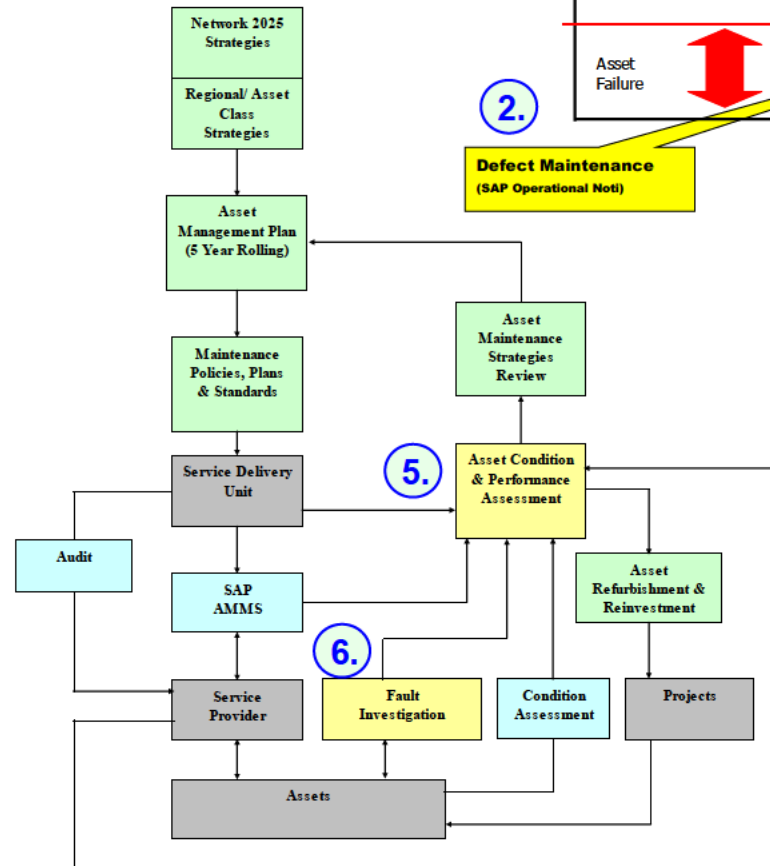 Network 2025
Strategies
Regional/ Asset
Class
Strategies
Asset
Failure
2.
Defect Maintenance
(SAP Operational Noti)
Asset
Management Plan
(5 Year Rolling)
Asset
Maintenance
Strategies
Review
Maintenance
Policies, Plans
& Standards
Service Delivery
Unit
5.
Asset Condition
& Performance
Assessment
Audit
SAP
AMMS
Asset
Refurbishment &
Reinvestment
6.
Service
Provider
Fault
Investigation
Condition
Assessment
Projects
Assets